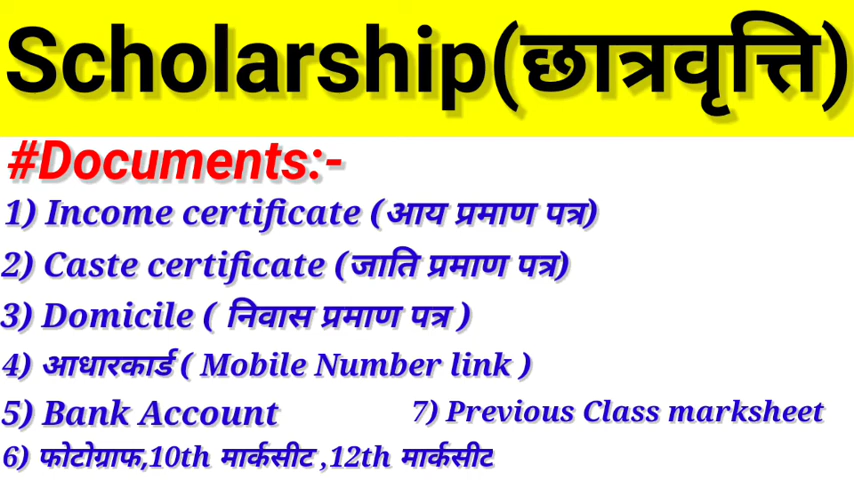 Scholarship(छात्रवृत्ति)
#Documents:-
1) Income certificate (आय प्रमाण पत्र)
2) Caste certificate (जाति प्रमाण पत्र)
3) Domicile ( निवास प्रमाण पत्र )
4) आधारकार्ड ( Mobile Number link )
5) Bank Account
7) Previous Class marksheet
6) फोटोग्राफ,10th मार्कसीट ,12th मार्कसीट